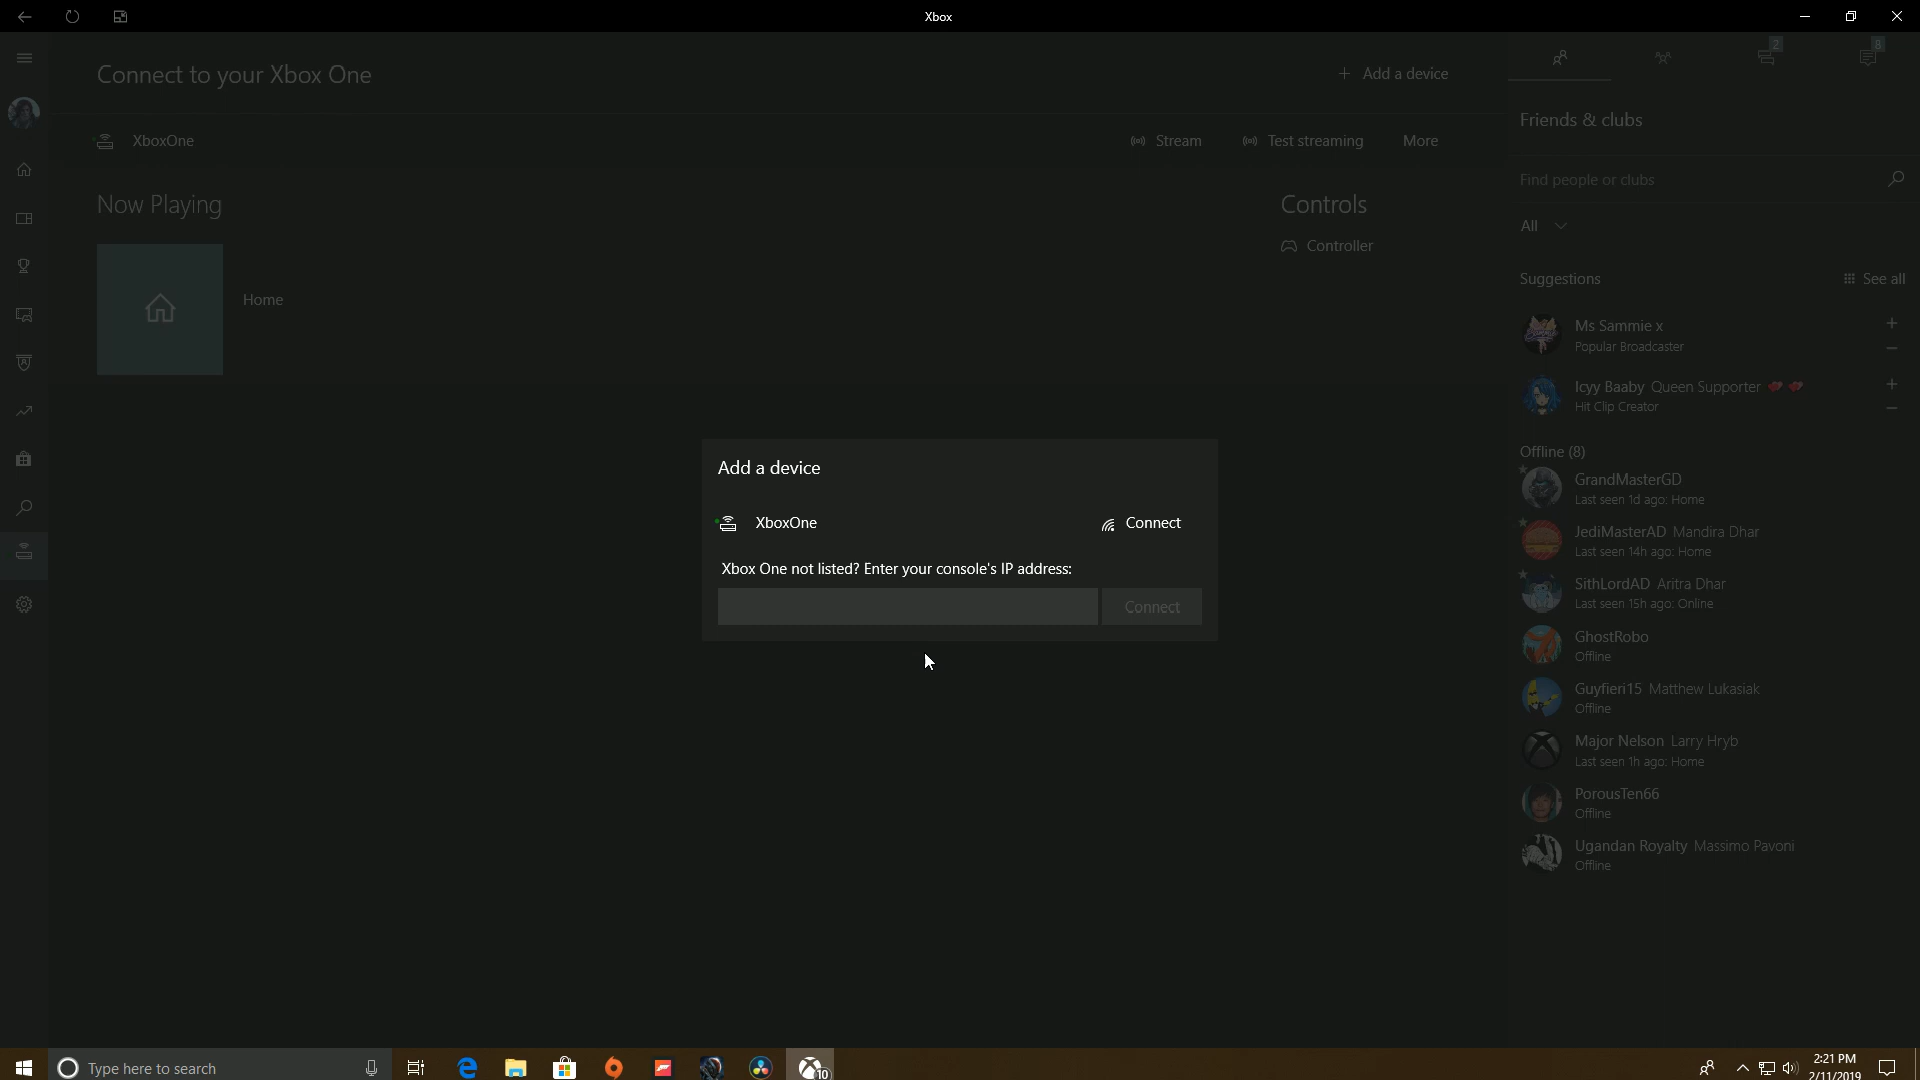 Xbox
Connect to your Xbox One
Add a device
XboxOne
Stream
Test streaming
More
Now Playing
Home
Controls
Controller
2
8
Friends & clubs
Find people or clubs
All
Suggestions
See all
Ms Sammie x
Popular Broadcaster
Icyy Baaby Queen Supporter
Hit Clip Creator
Offline (8)
GrandMasterGD
Last seen 1d ago: Home
JediMasterAD Mandira Dhar
Last seen 14h ago: Home
SithLordAD Aritra Dhar
Last seen 15h ago: Online
GhostRobo
Offline
Guyfieri15 Matthew Lukasiak
Offline
Major Nelson Larry Hryb
Last seen 1h ago: Home
PorousTen66
Offline
Ugandan Royalty Massimo Pavoni
Offline
Add a device
XboxOne
Connect
Xbox One not listed? Enter your console's IP address:
Connect
Type here to search
10
2:21 PM
2/11/2019